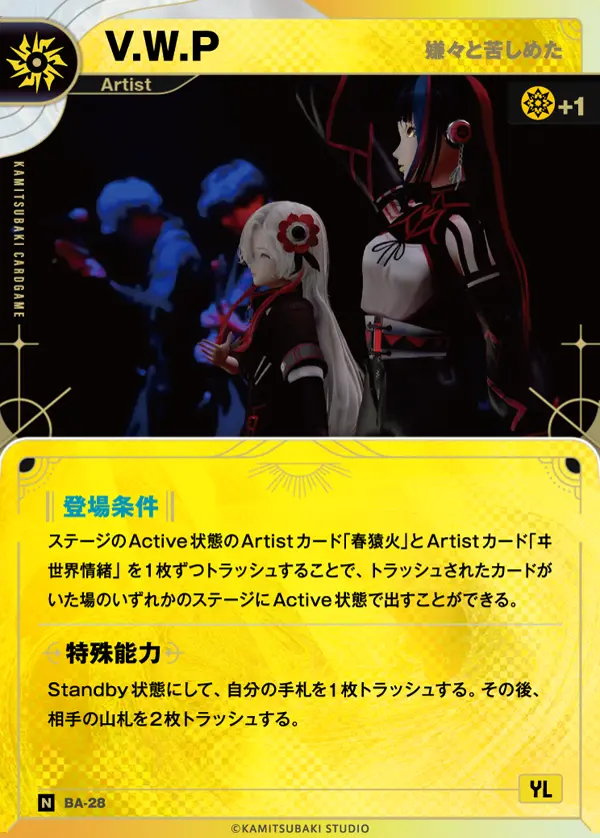 V.W.P
嫌々と苦しめた
Artist
+1
KAMITSUBAKI CARDGAME
登場条件
ステージのActive状態のArtistカード「春猿火」とArtistカード「ヰ
世界情緒」を1枚ずつトラッシュすることで、トラッシュされたカードが
いた場のいずれかのステージにActive状態で出すことができる。
特殊能力
Standby状態にして、自分の手札を1枚トラッシュする。その後、
相手の山札を2枚トラッシュする。
YL
N BA-28
©KAMITSUBAKI STUDIO